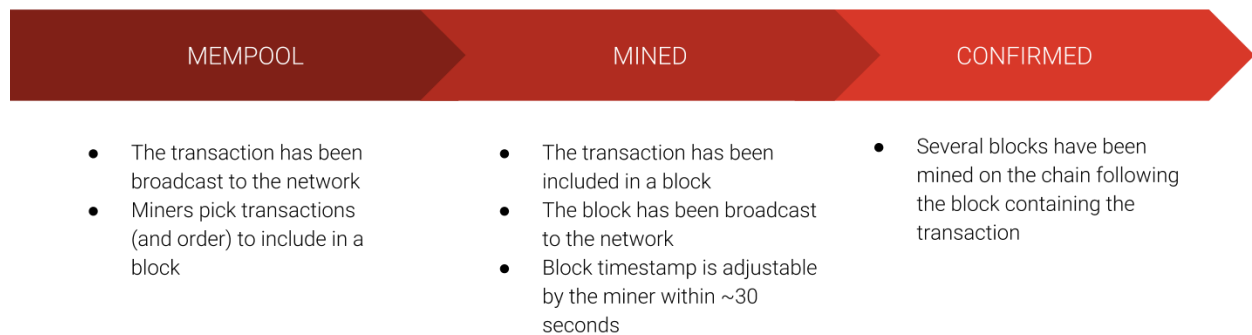 MEMPOOL
MINED
CONFIRMED
● The transaction has been
broadcast to the network
● Miners pick transactions
(and order) to include in a
block
● The transaction has been
included in a block
● The block has been broadcast
to the network
● Block timestamp is adjustable
by the miner within ~30
seconds
● Several blocks have been
mined on the chain following
the block containing the
transaction